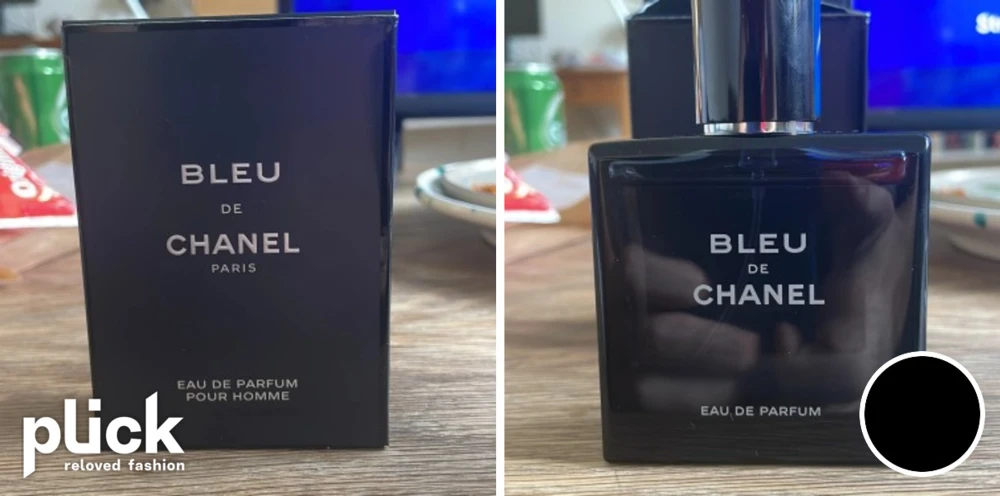 BLEU
DE
CHANEL
PARIS
EAU DE PARFUM
POUR HOMME
plick
reloved fashion
BLEU
DE
CHANEL
EAU DE PARFUM